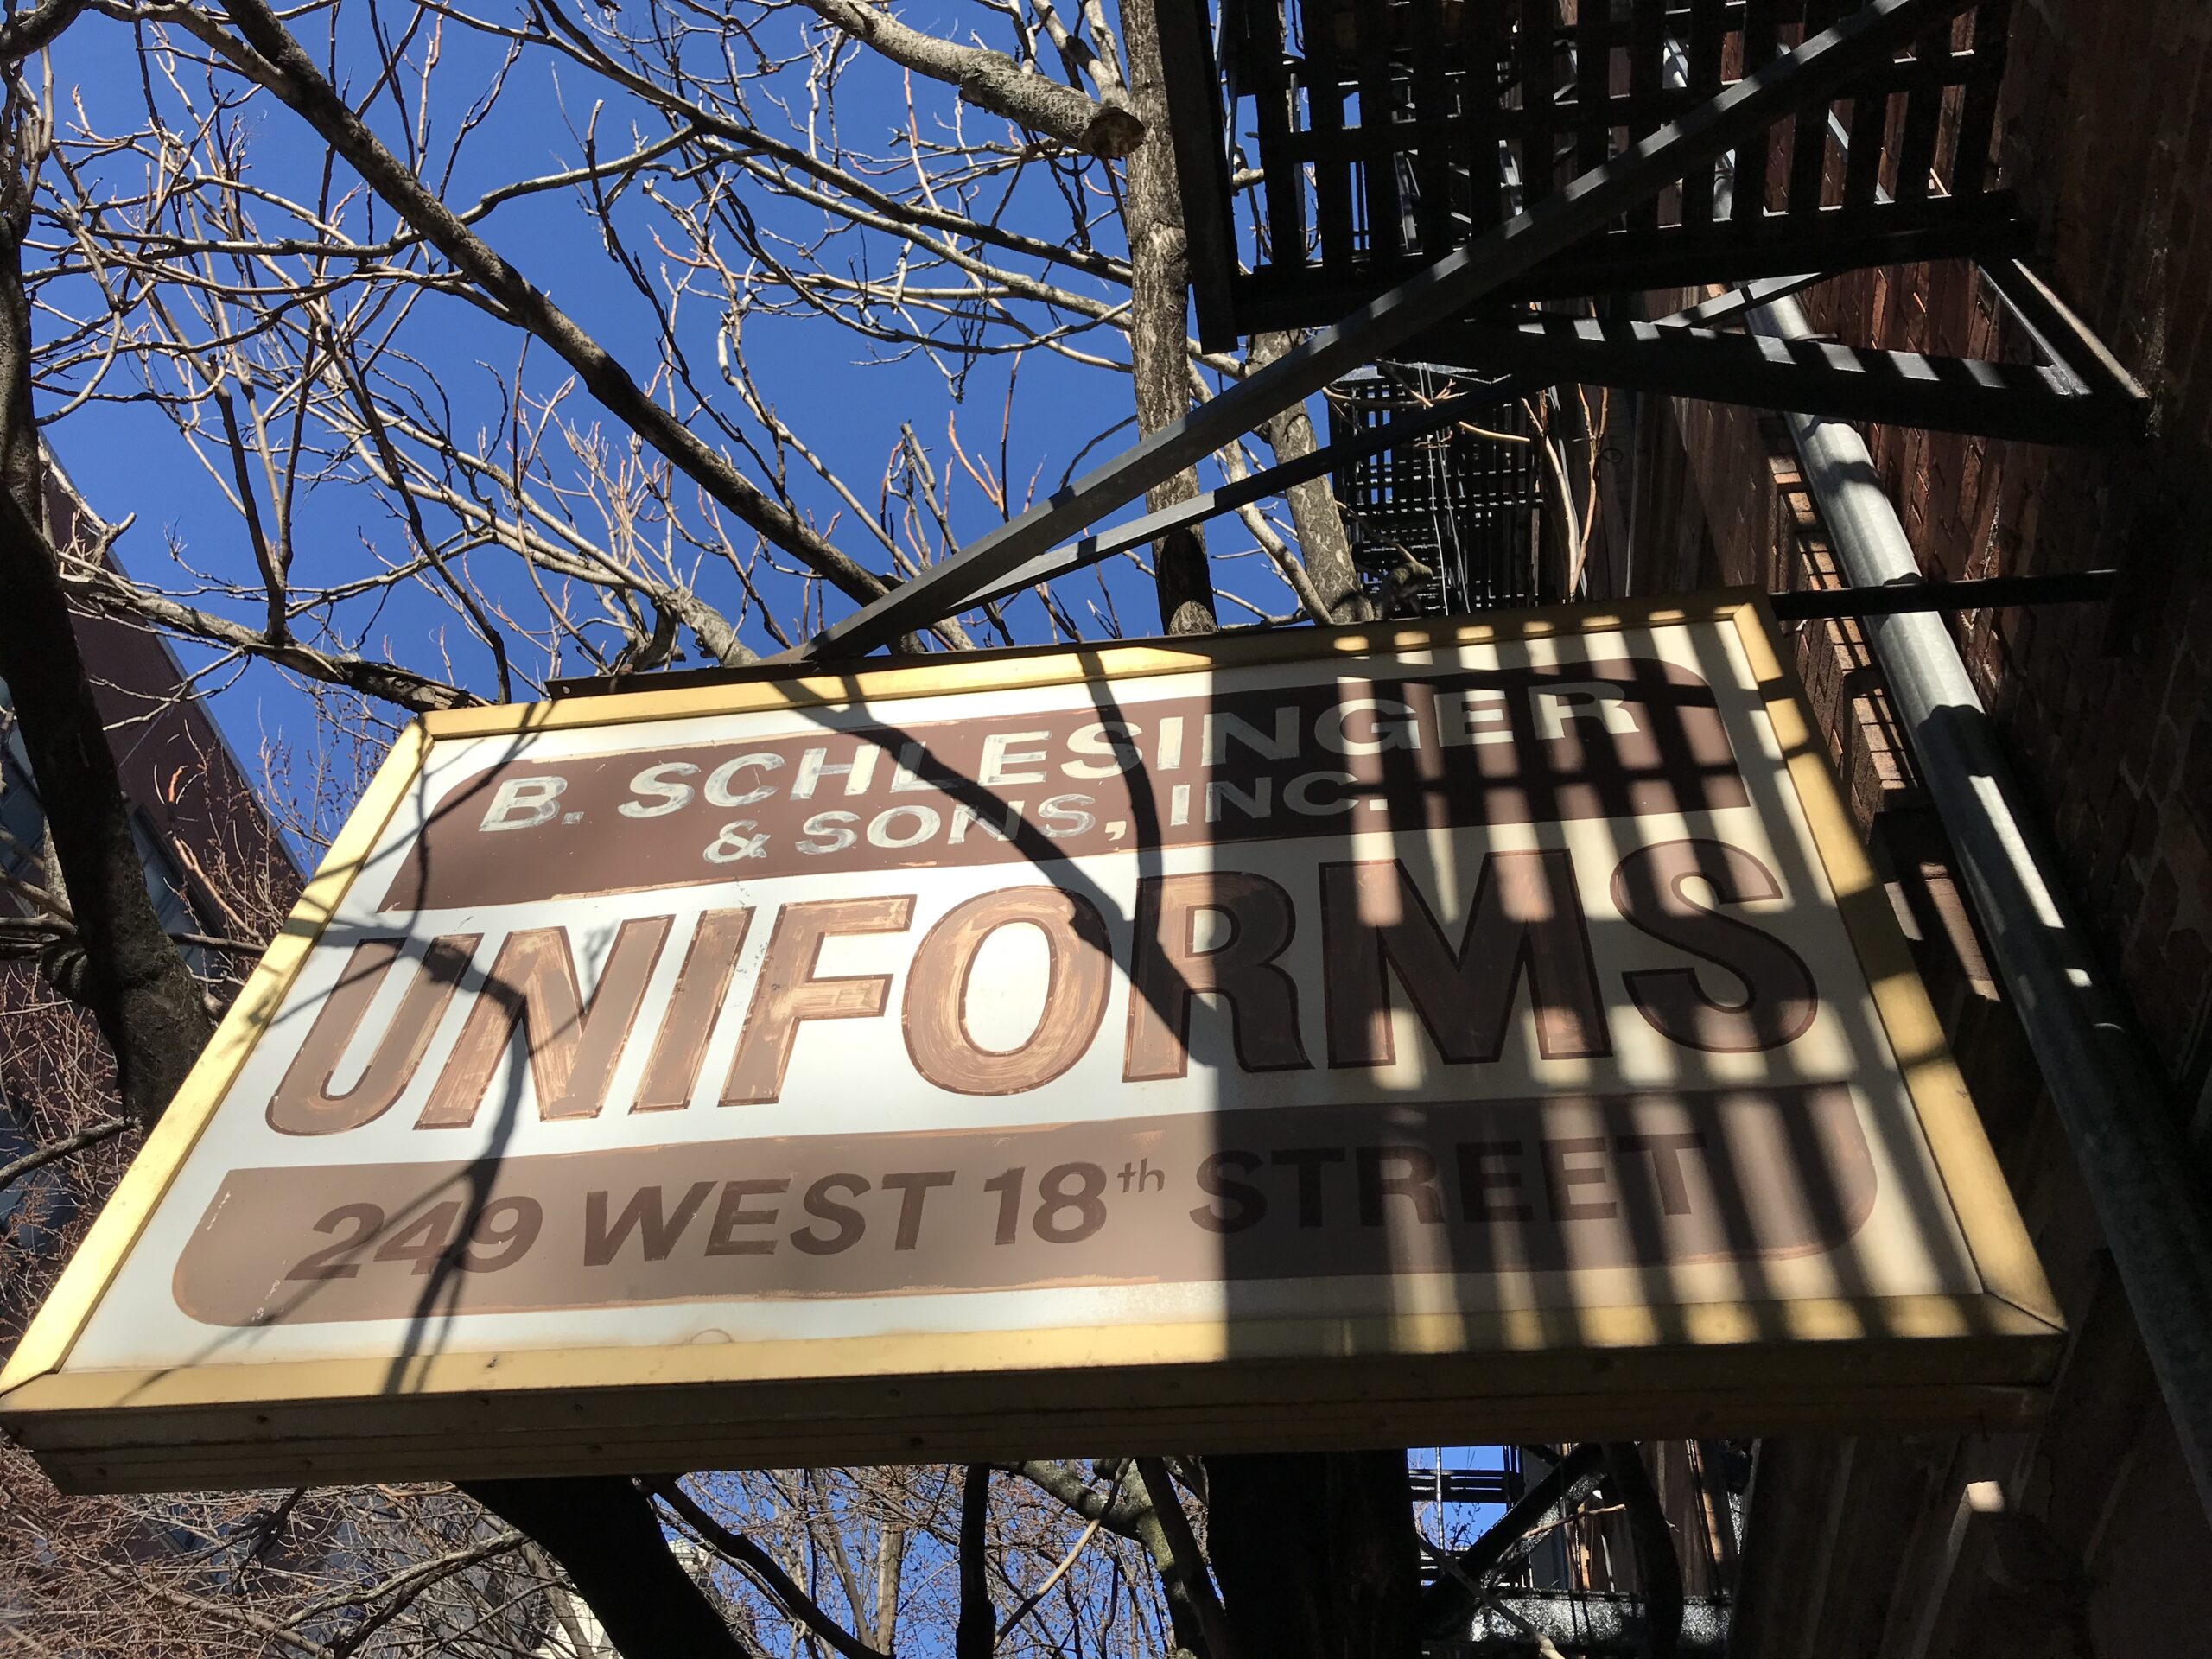 B. SCHLESINGER
& SONS, INC.
UNIFORMS
249 WEST 18th STREET